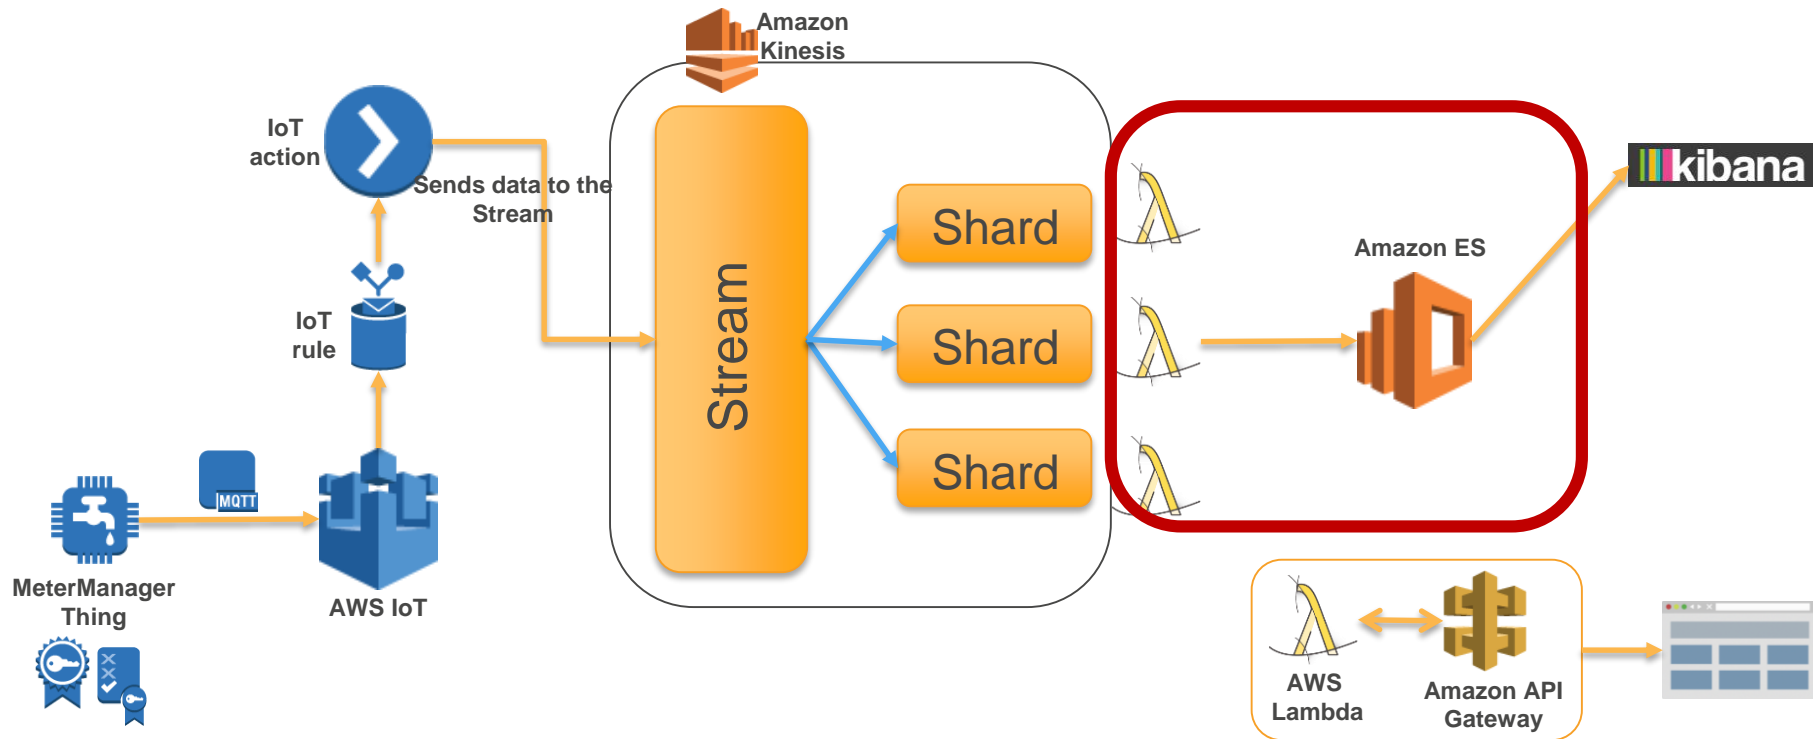 Amazon
Kinesis
IoT
action
Sends data to the
Stream
IoT
rule
MQTT
MeterManager
Thing
AWS IoT
Stream
Shard
Shard
Shard
Amazon ES
kibana
AWS
Lambda
Amazon API
Gateway